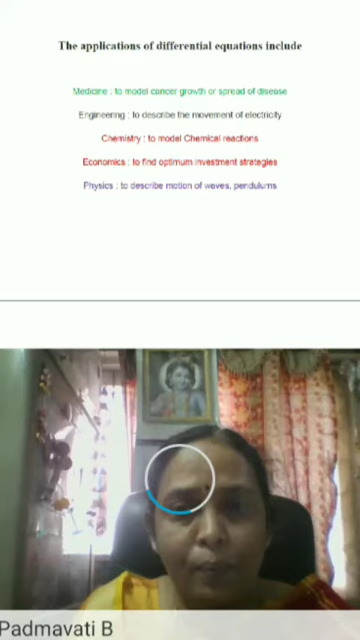 The applications of differential equations include
Medicine : to model cancer growth or spread of disease
Engineering : to describe the movement of electricity
Chemistry : to model Chemical reactions
Economics : to find optimum investment strategies
Physics : to describe motion of waves, pendulums
Padmavati B